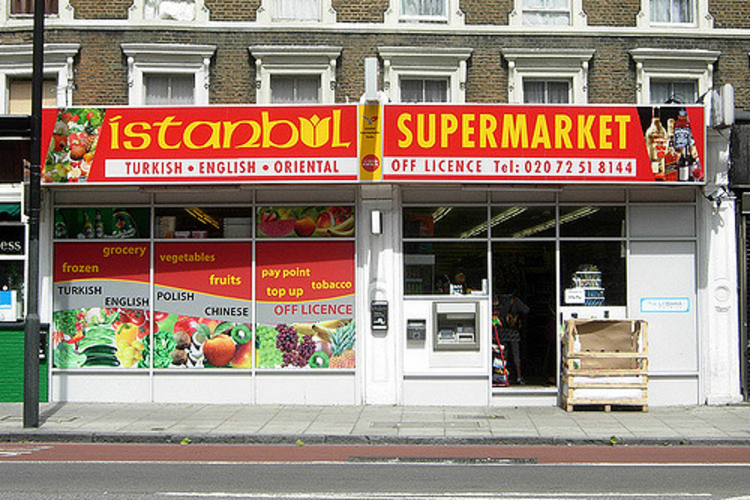 istanbul
SUPERMARKET
TURKISH • ENGLISH • ORIENTAL
OFF LICENCE Tel: 020 72 51 8144
grocery
vegetables
frozen
fruits
pay point
tobacco
top up
TURKISH
ENGLISH
POLISH
CHINESE
OFF LICENCE
ess